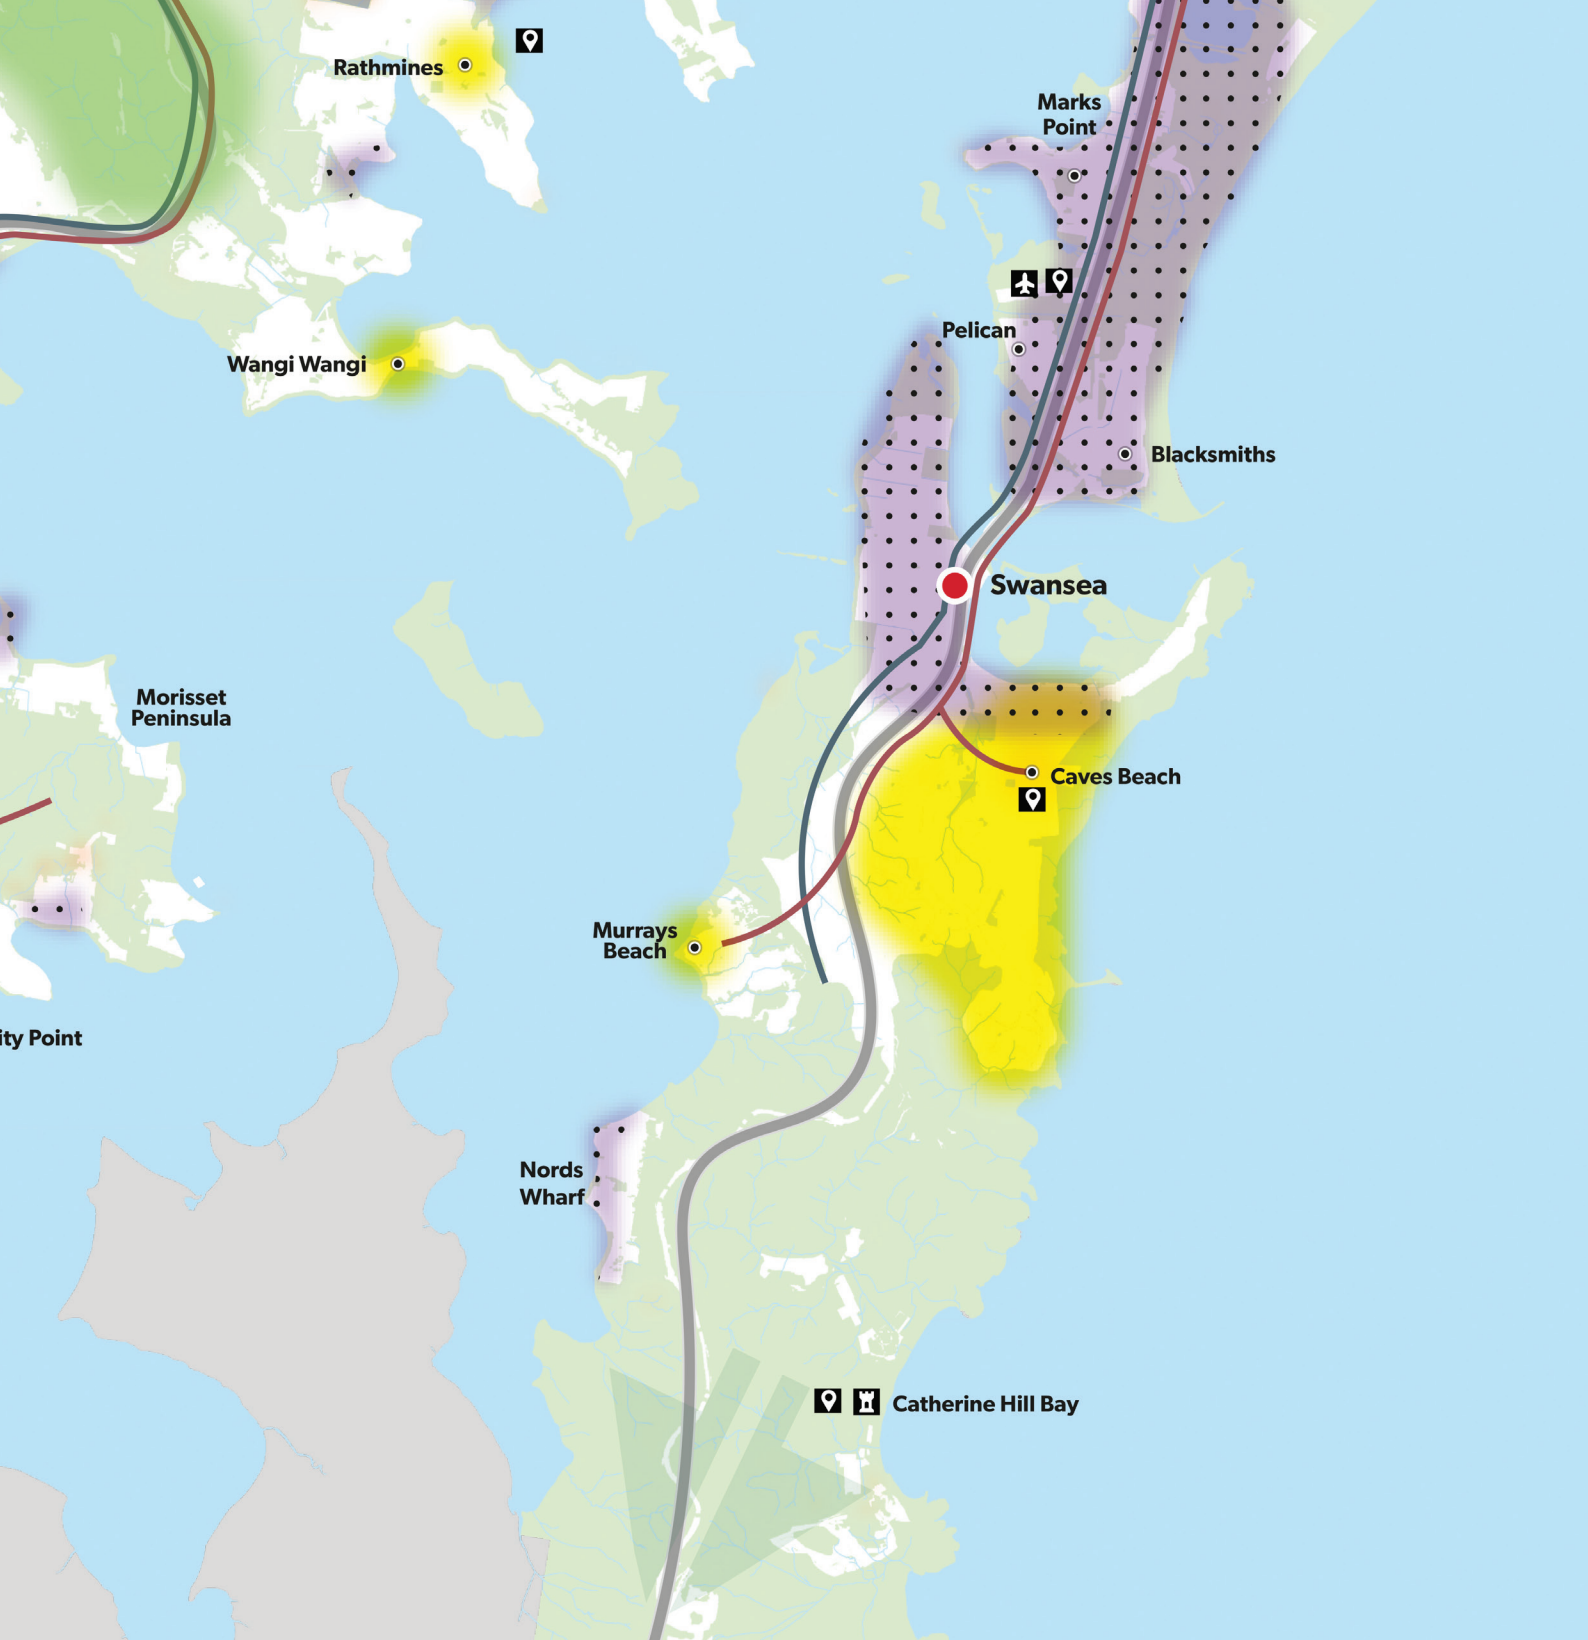 Rathmines
Marks
Point
Pelican
Wangi Wangi
Blacksmiths
Swansea
Morisset
Peninsula
Caves Beach
Murrays
Beach
ity Point
Nords
Wharf
Catherine Hill Bay